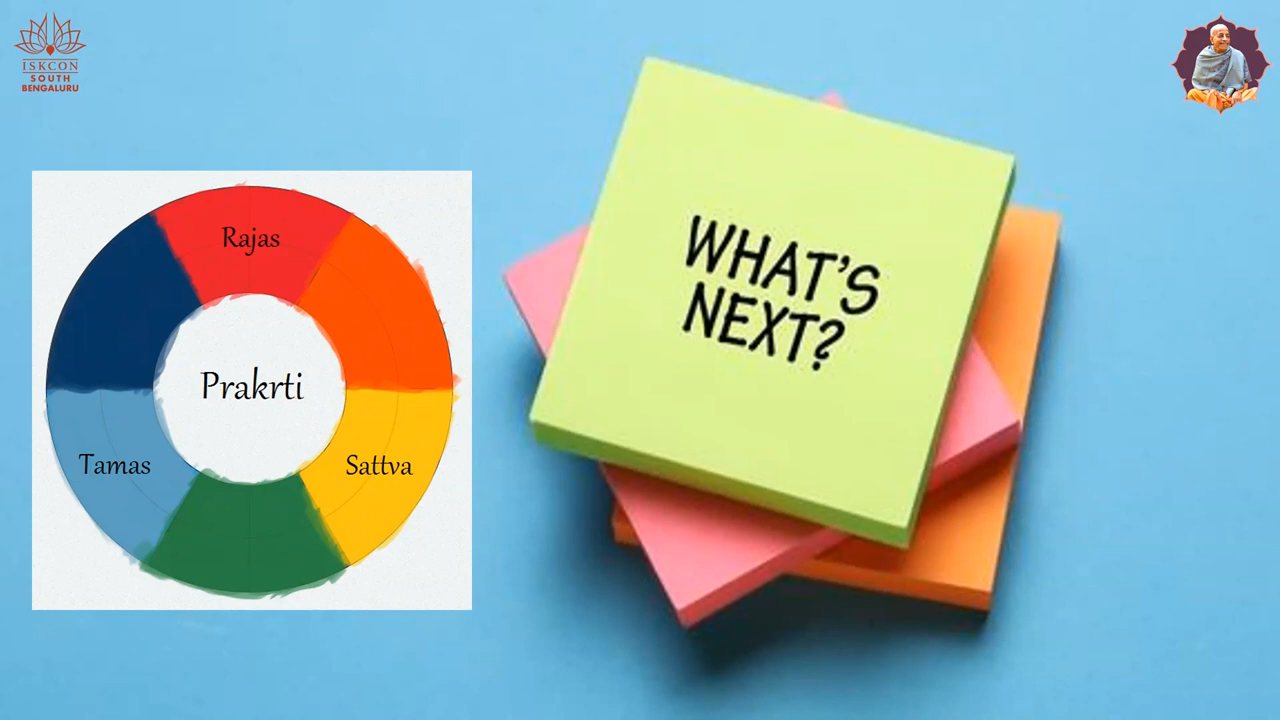 ISKCON
SOUTH
BENGALURU
Rajas
Prakrti
Tamas
Sattva
WHAT'S
NEXT?